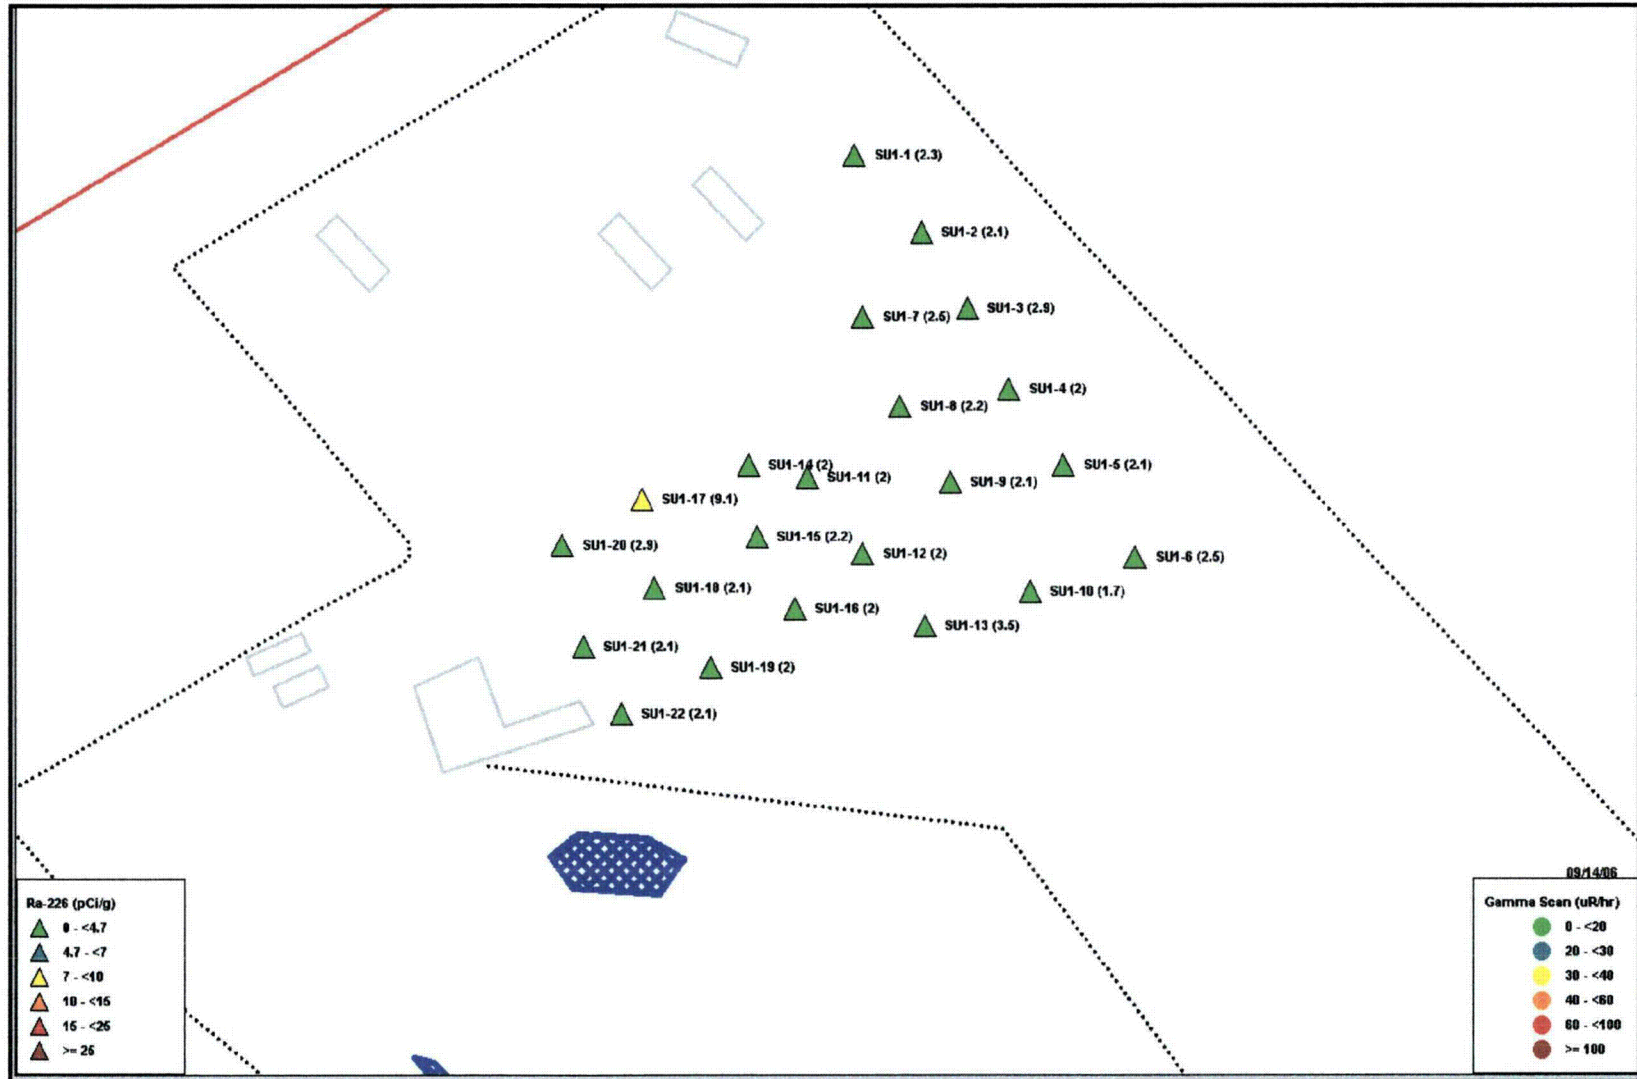 SU1-1 (2.3)
SU1-2 (2.1)
SU1-7 (2.5)
SU1-3 (2.9)
SU1-4 (2)
SU1-8 (2.2)
SU1-14 (2)
SU1-11 (2)
SU1-9 (2.1)
SU1-5 (2.1)
SU1-17 (9.1)
SU1-15 (2.2)
SU1-20 (2.9)
SU1-12 (2)
SU1-6 (2.5)
SU1-18 (2.1)
SU1-10 (1.7)
SU1-16 (2)
SU1-13 (3.5)
SU1-21 (2.1)
SU1-19 (2)
SU1-22 (2.1)
09/14/06
Ra-226 (pCi/g)
0 - <4.7
4.7 - <7
7 - <10
10 - <15
15 - <25
>= 25
Gamma Scan (uR/hr)
0 - <20
20 - <30
30 - <40
40 - <60
60 - <100
>= 100